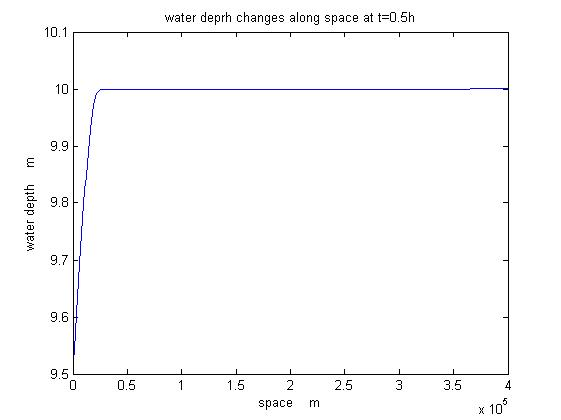 water deprh changes along space at t=0.5h
10.1
10
9.9
9.8
9.7
9.6
9.5
water depth m
0 0.5 1 1.5 2 2.5 3 3.5 4
x 10^5
space m